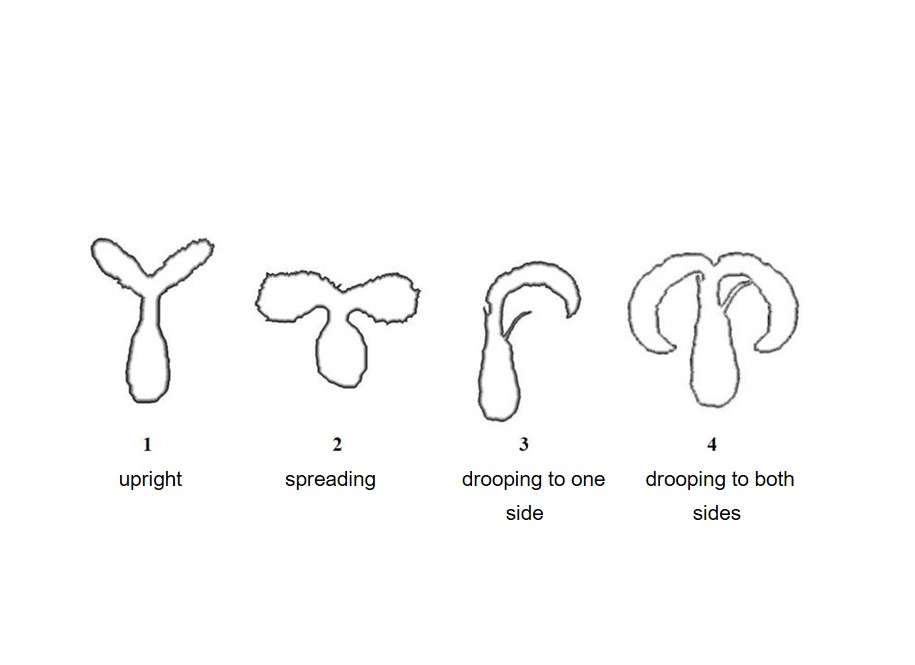 1 2 3 4
upright spreading drooping to one drooping to both
side sides